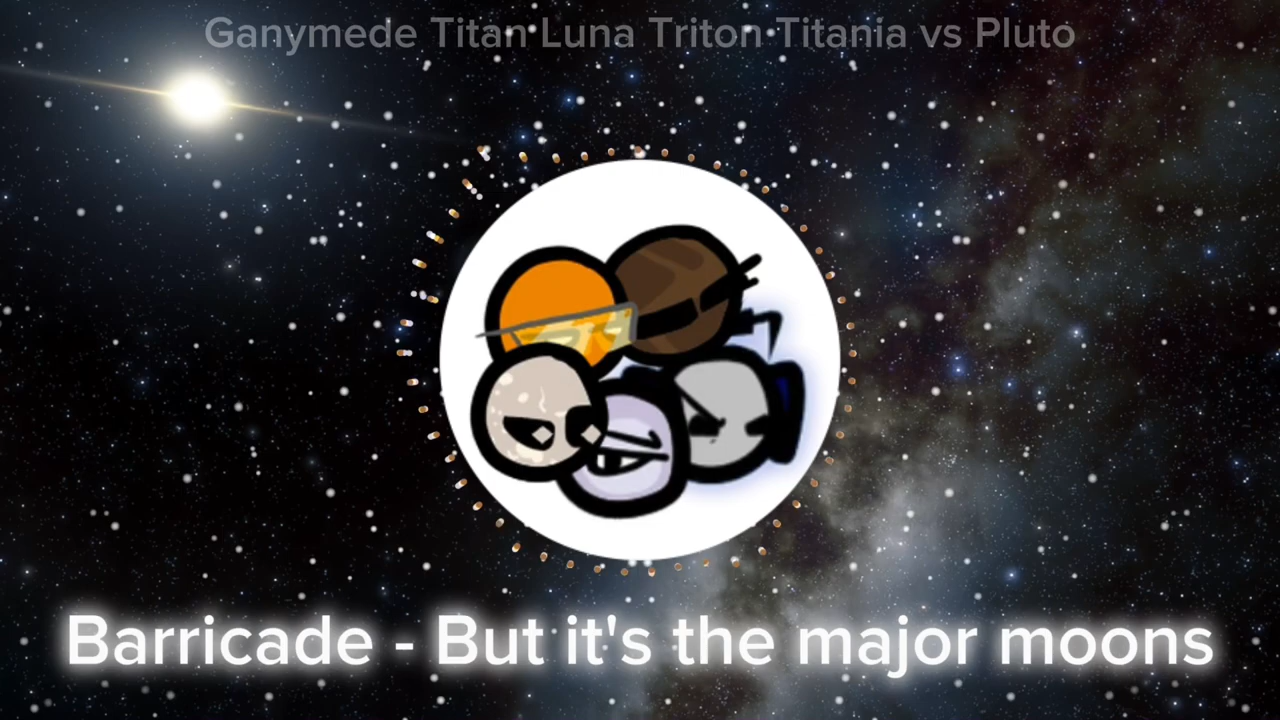 Ganymede Titan Luna Triton Titania vs Pluto
Barricade - But it's the major moons